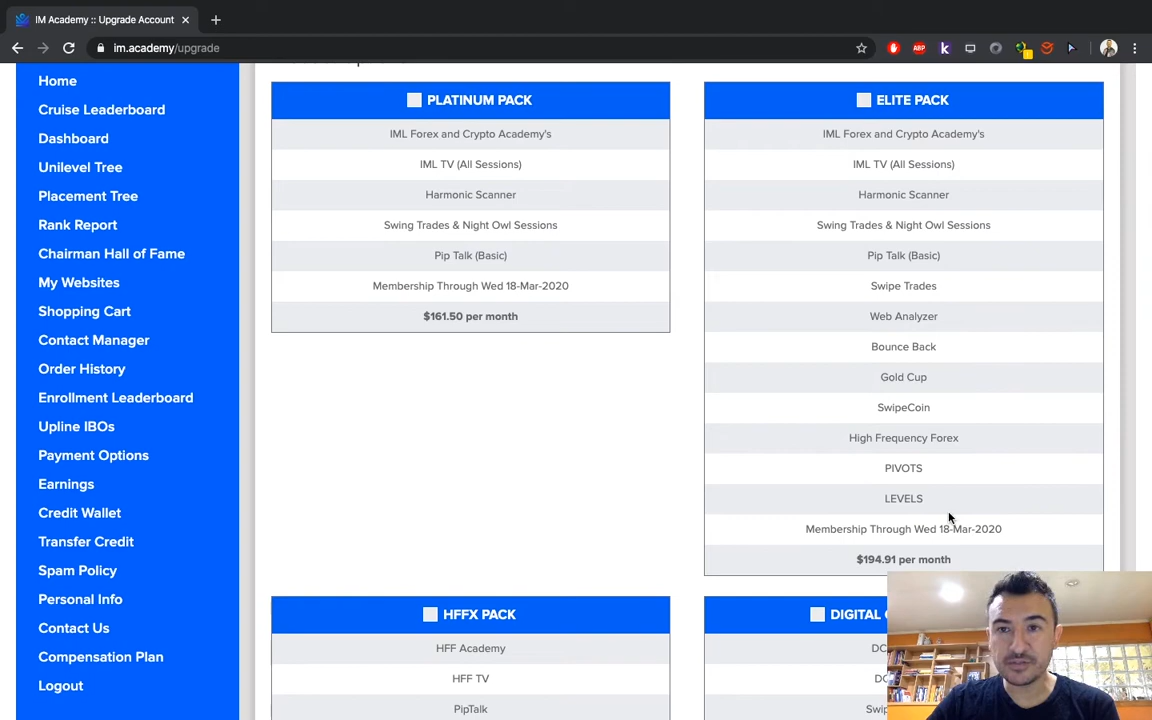 IM Academy :: Upgrade Account
im.academy/upgrade
ABP
k
Home
Cruise Leaderboard
Dashboard
Unilevel Tree
Placement Tree
Rank Report
Chairman Hall of Fame
My Websites
Shopping Cart
Contact Manager
Order History
Enrollment Leaderboard
Upline IBOs
Payment Options
Earnings
Credit Wallet
Transfer Credit
Spam Policy
Personal Info
Contact Us
Compensation Plan
Logout
PLATINUM PACK
IML Forex and Crypto Academy's
IML TV (All Sessions)
Harmonic Scanner
Swing Trades & Night Owl Sessions
Pip Talk (Basic)
Membership Through Wed 18-Mar-2020
$161.50 per month
ELITE PACK
IML Forex and Crypto Academy's
IML TV (All Sessions)
Harmonic Scanner
Swing Trades & Night Owl Sessions
Pip Talk (Basic)
Swipe Trades
Web Analyzer
Bounce Back
Gold Cup
SwipeCoin
High Frequency Forex
PIVOTS
LEVELS
Membership Through Wed 18-Mar-2020
$194.91 per month
HFFX PACK
HFF Academy
HFF TV
PipTalk
DIGITAL